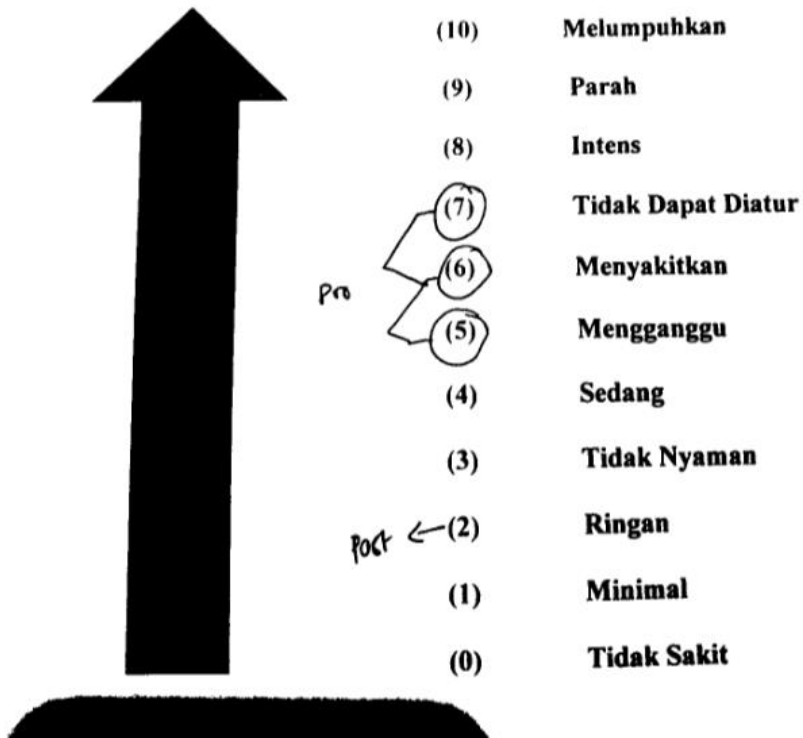 (10) Melumpuhkan
(9) Parah
(8) Intens
(7) Tidak Dapat Diatur
(6) Menyakitkan
Pro
(5) Mengganggu
(4) Sedang
(3) Tidak Nyaman
Post (2) Ringan
(1) Minimal
(0) Tidak Sakit